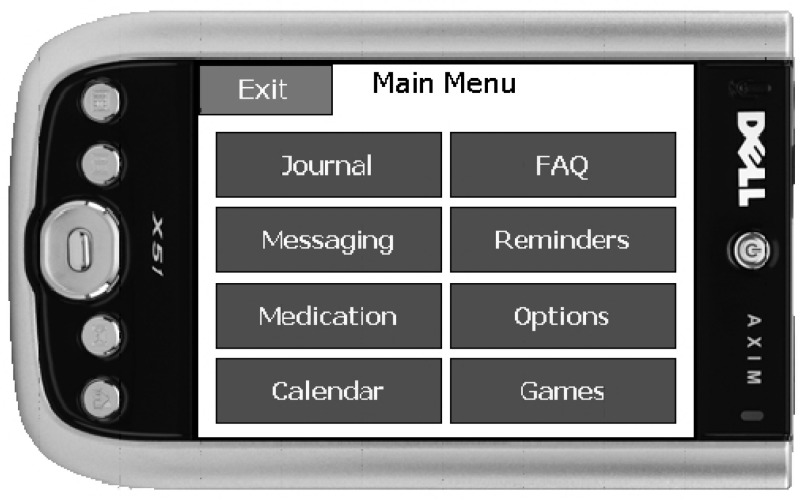 Exit
Main Menu
Journal
FAQ
Messaging
Reminders
Medication
Options
Calendar
Games
X51
DELL
AXIM